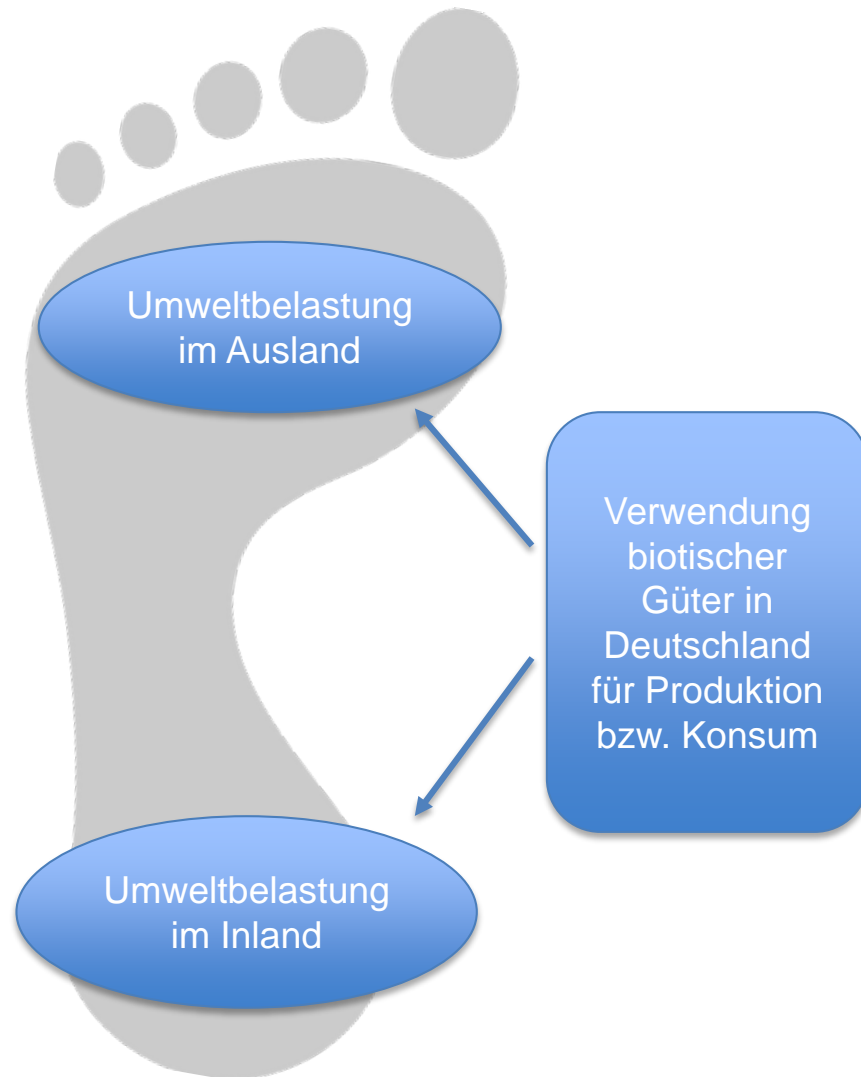 Umweltbelastung
im Ausland
Verwendung
biotischer
Güter in
Deutschland
für Produktion
bzw. Konsum
Umweltbelastung
im Inland